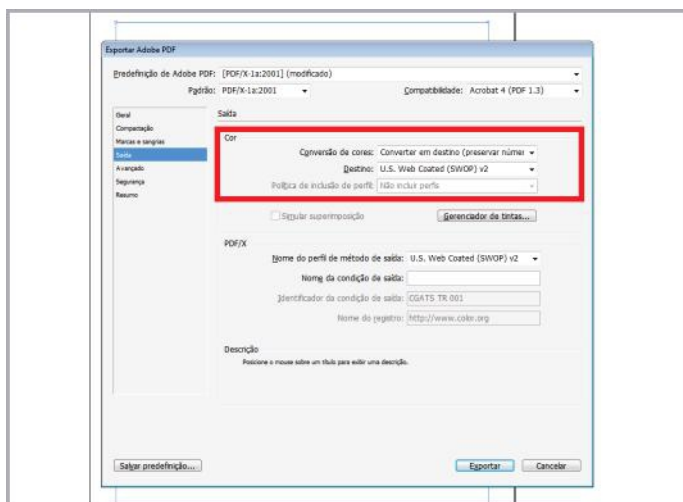 Exportar Adobe PDF
Predefinição de Adobe PDF: [PDF/X-1a:2001] (modificado)
Padrão: PDF/X-1a:2001 Compatibilidade: Acrobat 4 (PDF 1.3)
Geral
Compactação
Marcas e sangrias
Saída
Avançado
Segurança
Resumo
Saída
Cor
Conversão de cores: Converter em destino (preservar númer
Destino: U.S. Web Coated (SWOP) v2
Política de inclusão de perfil: Não incluir perfis
Simular superimposição Gerenciador de tintas...
PDF/X
Nome do perfil de método de saída: U.S. Web Coated (SWOP) v2
Nome da condição de saída:
Identificador da condição de saída: CGATS TR 001
Nome do registro: http://www.color.org
Descrição
Posicione o mouse sobre um título para exibir uma descrição.
Salvar predefinição... Exportar Cancelar